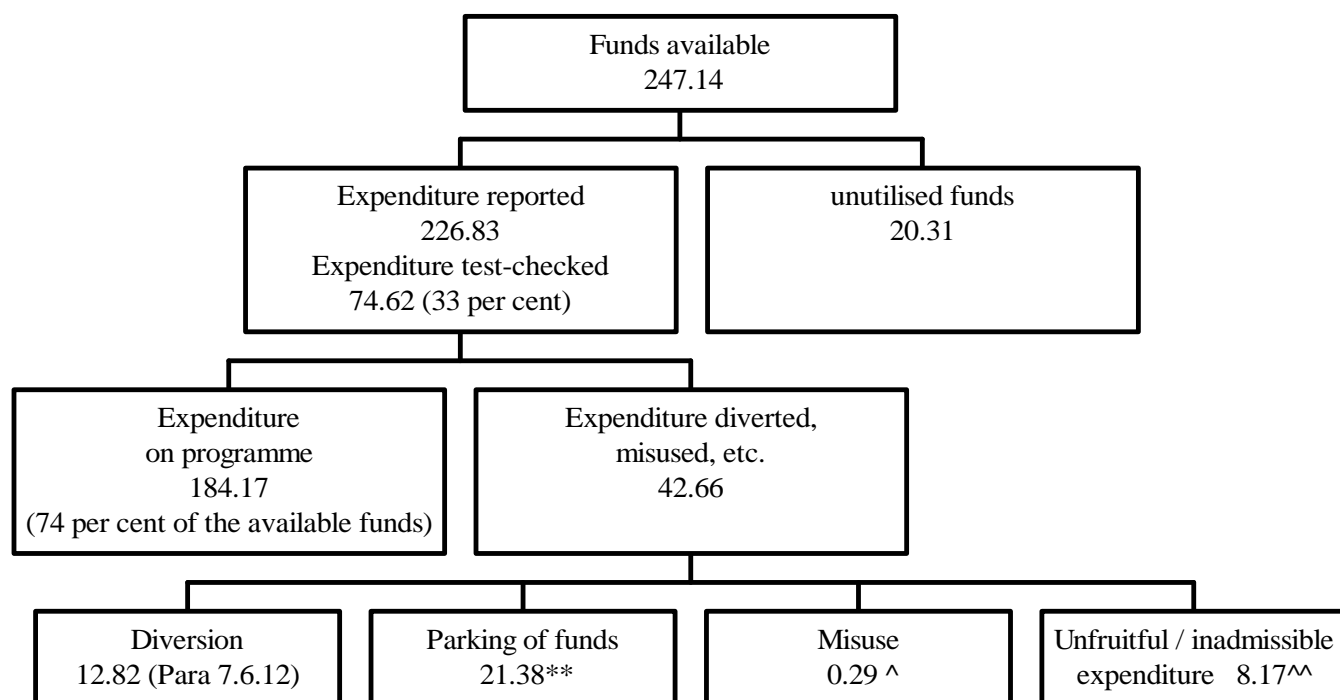 Funds available
247.14
Expenditure reported
226.83
Expenditure test-checked
74.62 (33 per cent)
unutilised funds
20.31
Expenditure
on programme
184.17
(74 per cent of the available funds)
Expenditure diverted,
misused, etc.
42.66
Diversion
12.82 (Para 7.6.12)
Parking of funds
21.38**
Misuse
0.29 ^
Unfruitful / inadmissible
expenditure 8.17^^